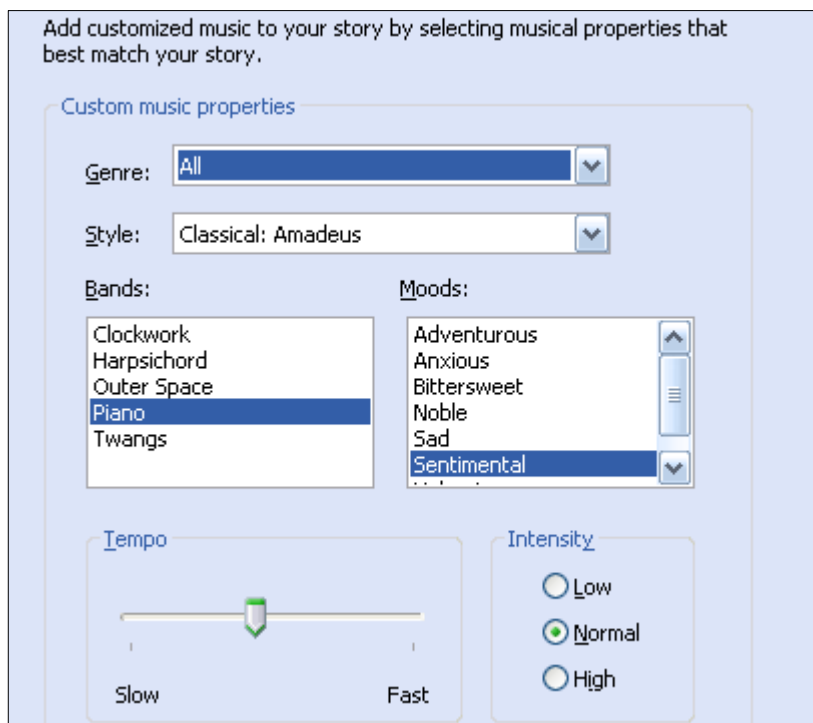 Add customized music to your story by selecting musical properties that
best match your story.
Custom music properties
Genre: All
Style: Classical: Amadeus
Bands: Moods:
Clockwork
Harpsichord
Outer Space
Piano
Twangs
Adventurous
Anxious
Bittersweet
Noble
Sad
Sentimental
Tempo
Slow Fast
Intensity
Low
Normal
High